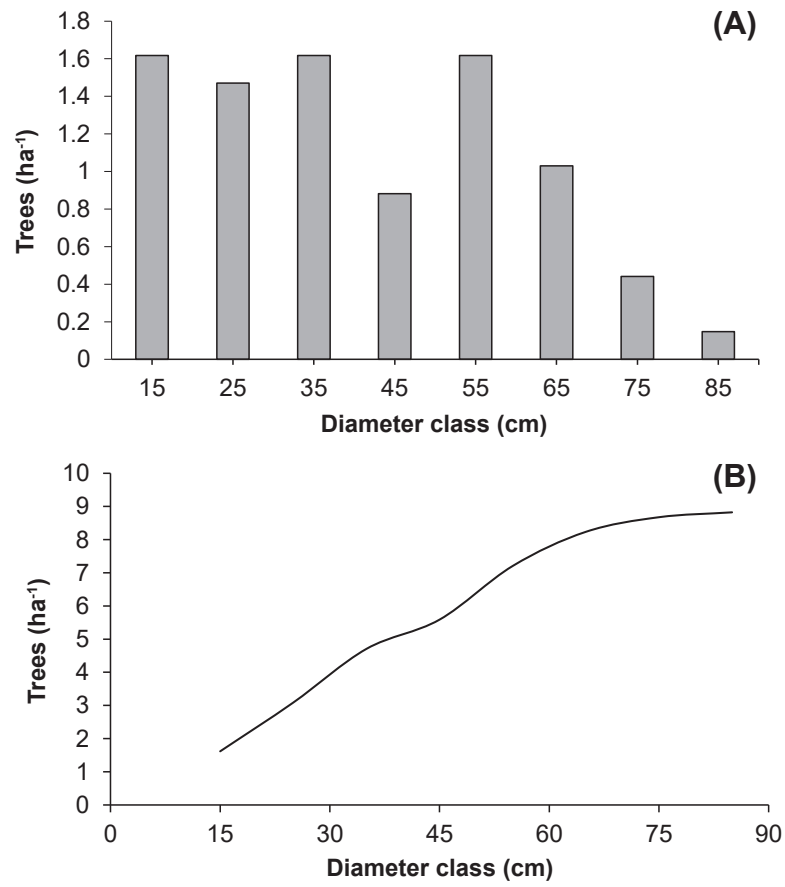 (A)
Trees (ha⁻¹)
1.8
1.6
1.4
1.2
1
0.8
0.6
0.4
0.2
0
15 25 35 45 55 65 75 85
Diameter class (cm)
(B)
Trees (ha⁻¹)
10
9
8
7
6
5
4
3
2
1
0
0 15 30 45 60 75 90
Diameter class (cm)